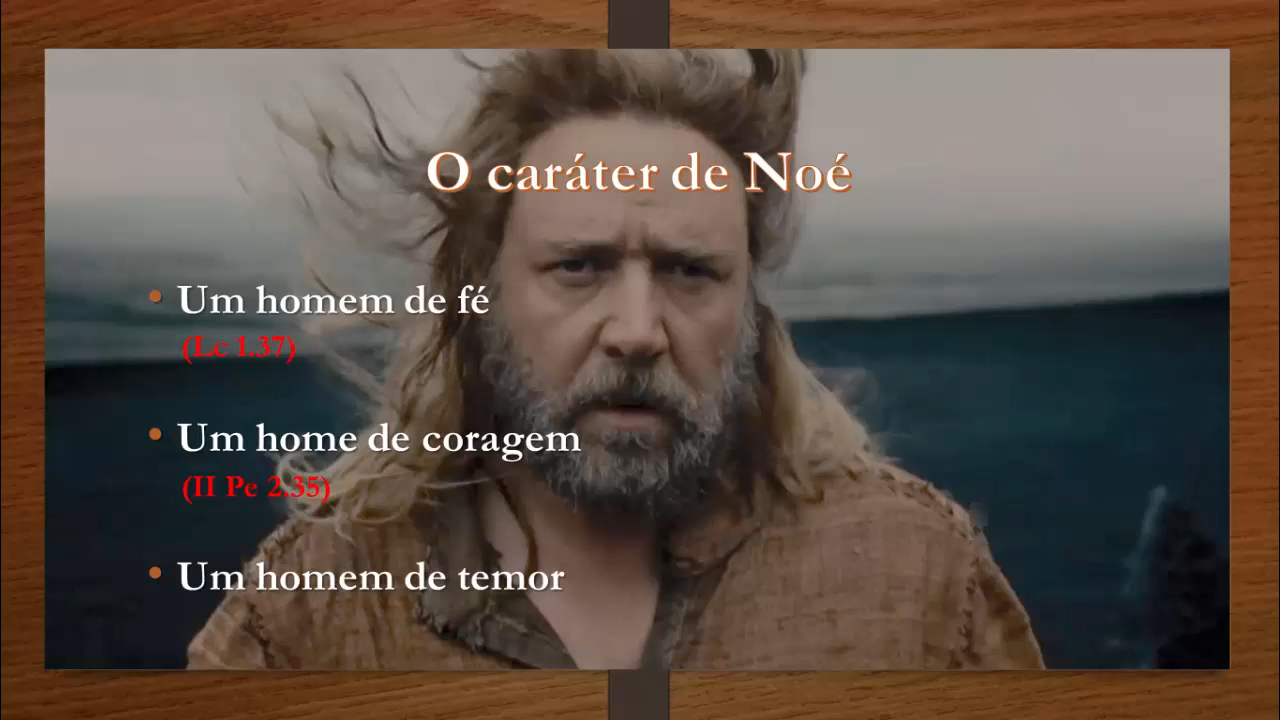 O caráter de Noé
• Um homem de fé
(Lc 1.37)
• Um home de coragem
(II Pe 2.35)
• Um homem de temor